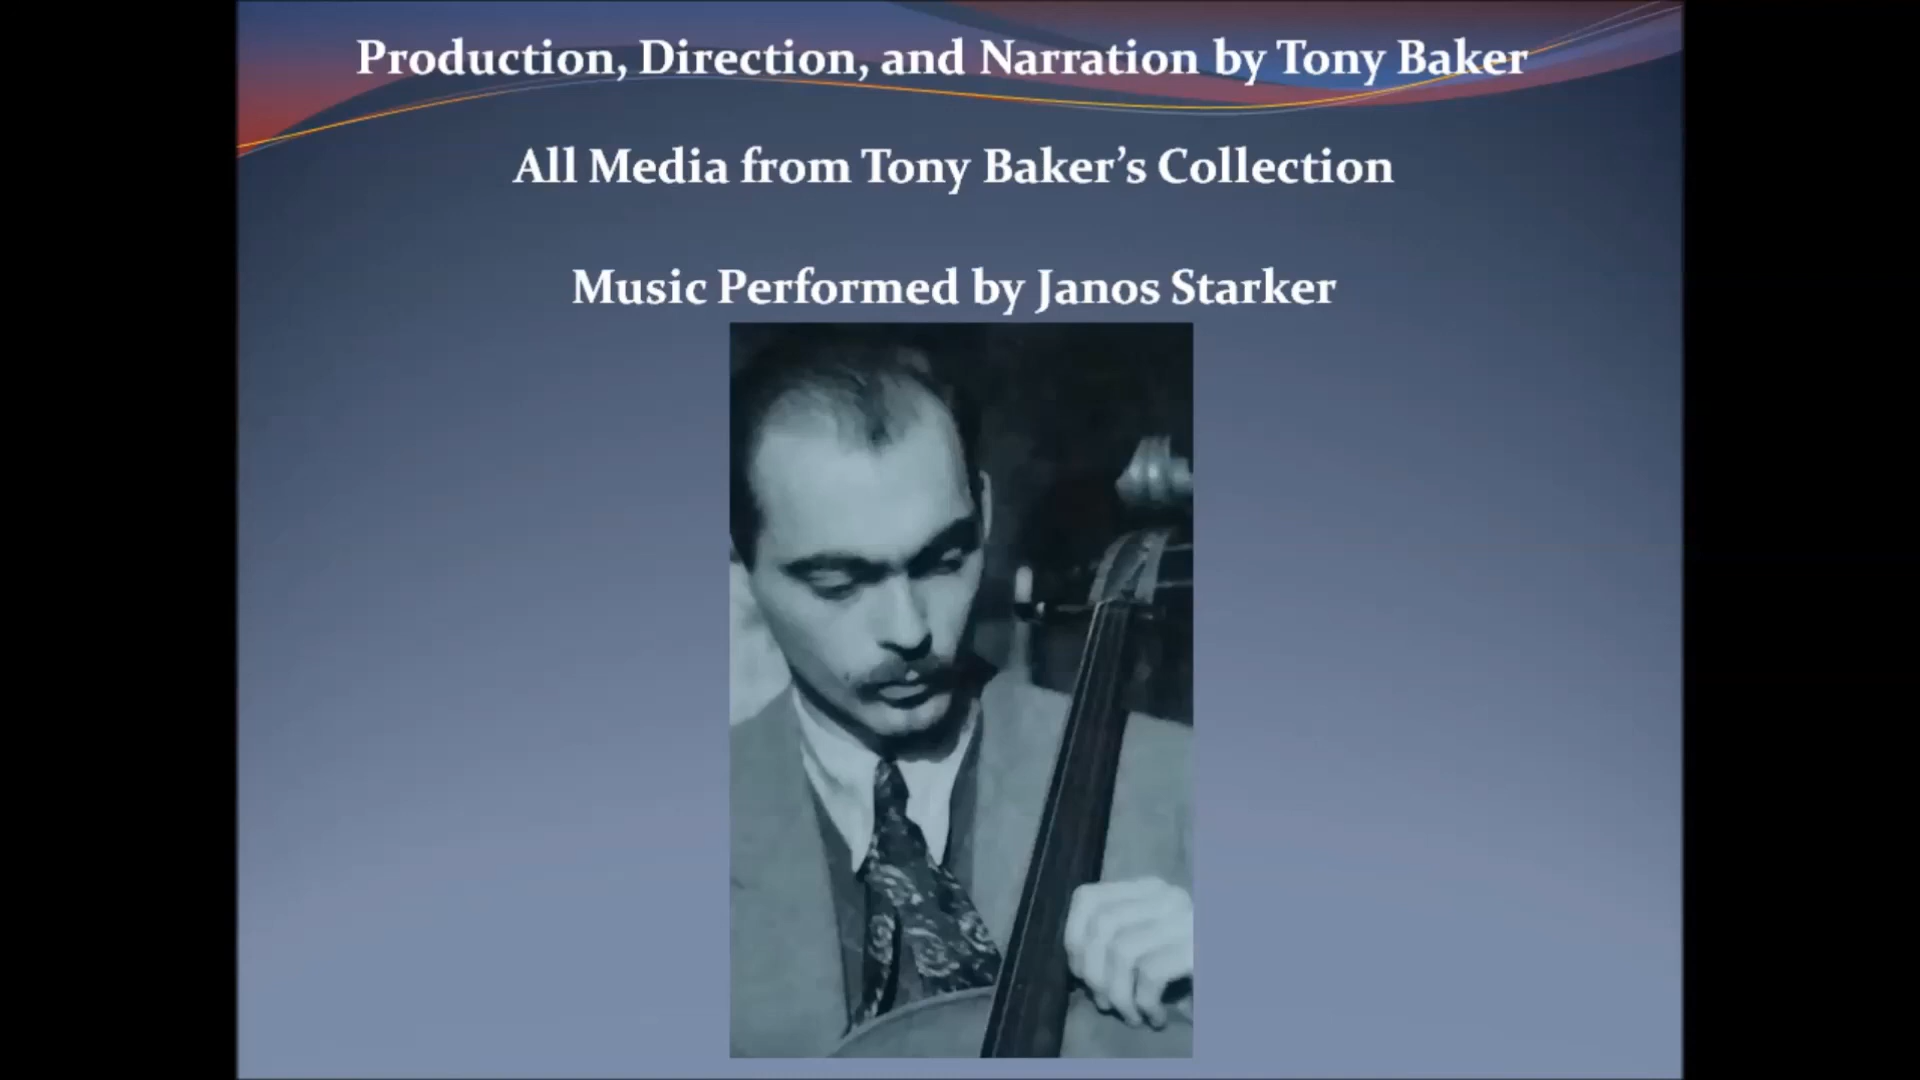 Production, Direction, and Narration by Tony Baker
All Media from Tony Baker’s Collection
Music Performed by Janos Starker